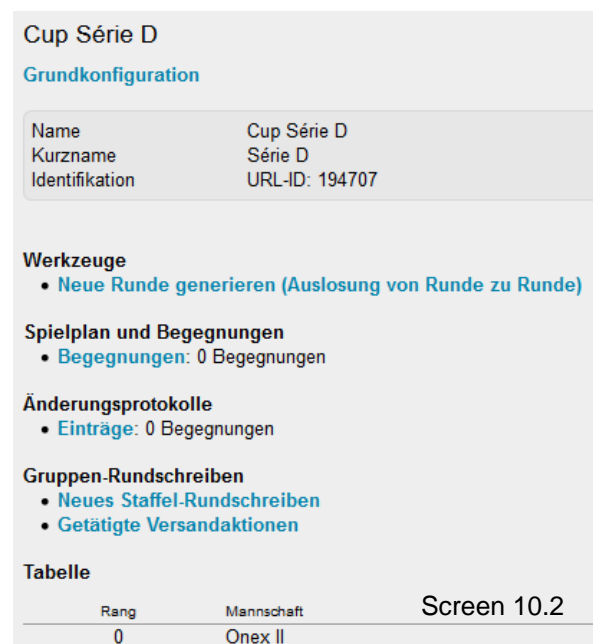 Cup Série D
Grundkonfiguration
Name Cup Série D
Kurzname Série D
Identifikation URL-ID: 194707
Werkzeuge
• Neue Runde generieren (Auslosung von Runde zu Runde)
Spielplan und Begegnungen
• Begegnungen: 0 Begegnungen
Änderungsprotokolle
• Einträge: 0 Begegnungen
Gruppen-Rundschreiben
• Neues Staffel-Rundschreiben
• Getätigte Versandaktionen
Tabelle
Rang Mannschaft Screen 10.2
0 Onex II